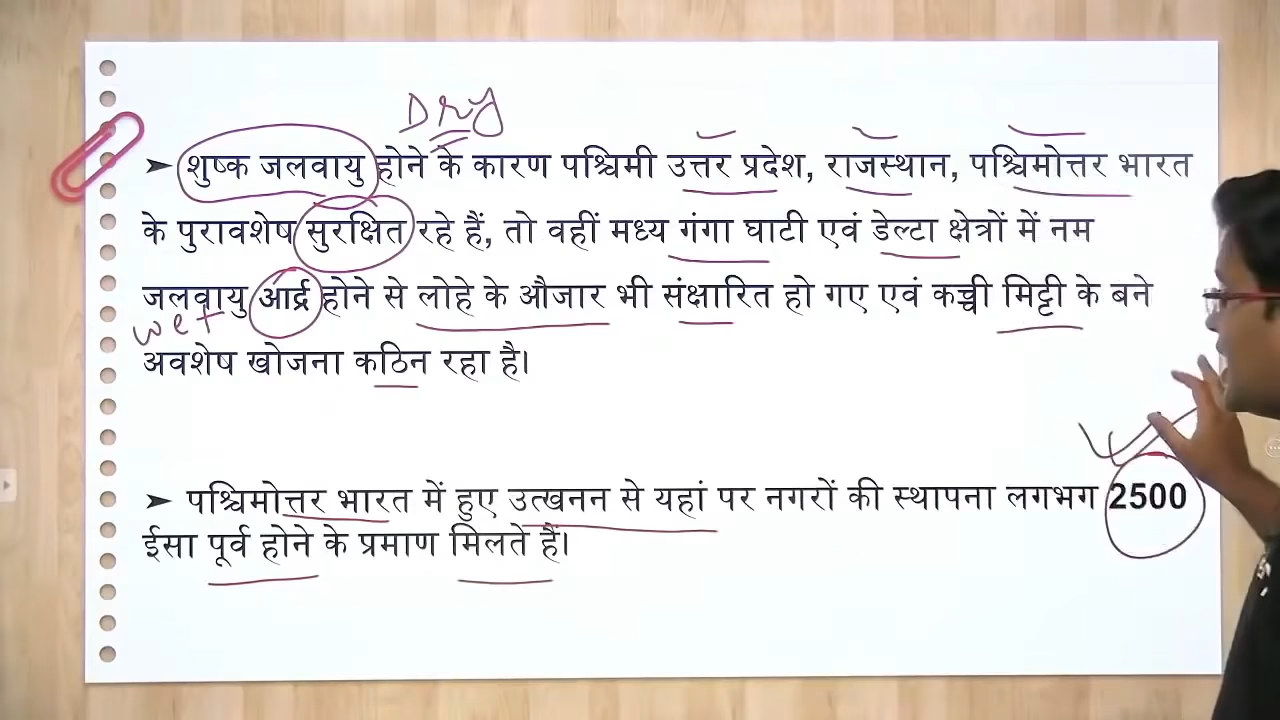 Dry
➤ शुष्क जलवायु होने के कारण पश्चिमी उत्तर प्रदेश, राजस्थान, पश्चिमोत्तर भारत
के पुरावशेष सुरक्षित रहे हैं, तो वहीं मध्य गंगा घाटी एवं डेल्टा क्षेत्रों में नम
जलवायु आर्द्र होने से लोहे के औजार भी संक्षारित हो गए एवं कच्ची मिट्टी के बने
wet
अवशेष खोजना कठिन रहा है।
➤ पश्चिमोत्तर भारत में हुए उत्खनन से यहां पर नगरों की स्थापना लगभग 2500
ईसा पूर्व होने के प्रमाण मिलते हैं।